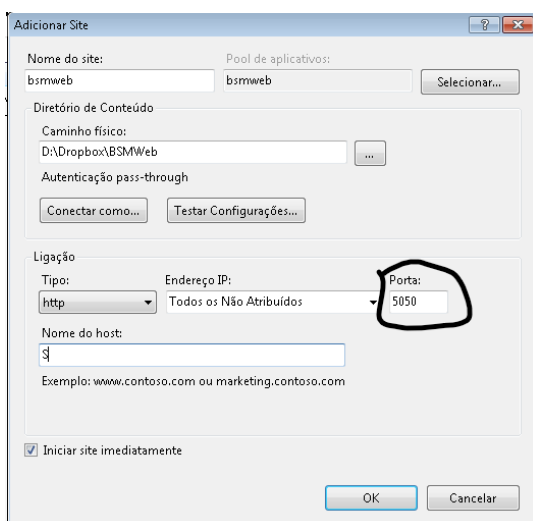 Adicionar Site
Nome do site: Pool de aplicativos:
bsmweb bsmweb Selecionar...
Diretório de Conteúdo
Caminho físico:
D:\Dropbox\BSMWeb ...
Autenticação pass-through
Conectar como... Testar Configurações...
Ligação
Tipo: Endereço IP: Porta:
http Todos os Não Atribuídos 5050
Nome do host:
S
Exemplo: www.contoso.com ou marketing.contoso.com
Iniciar site imediatamente
OK Cancelar